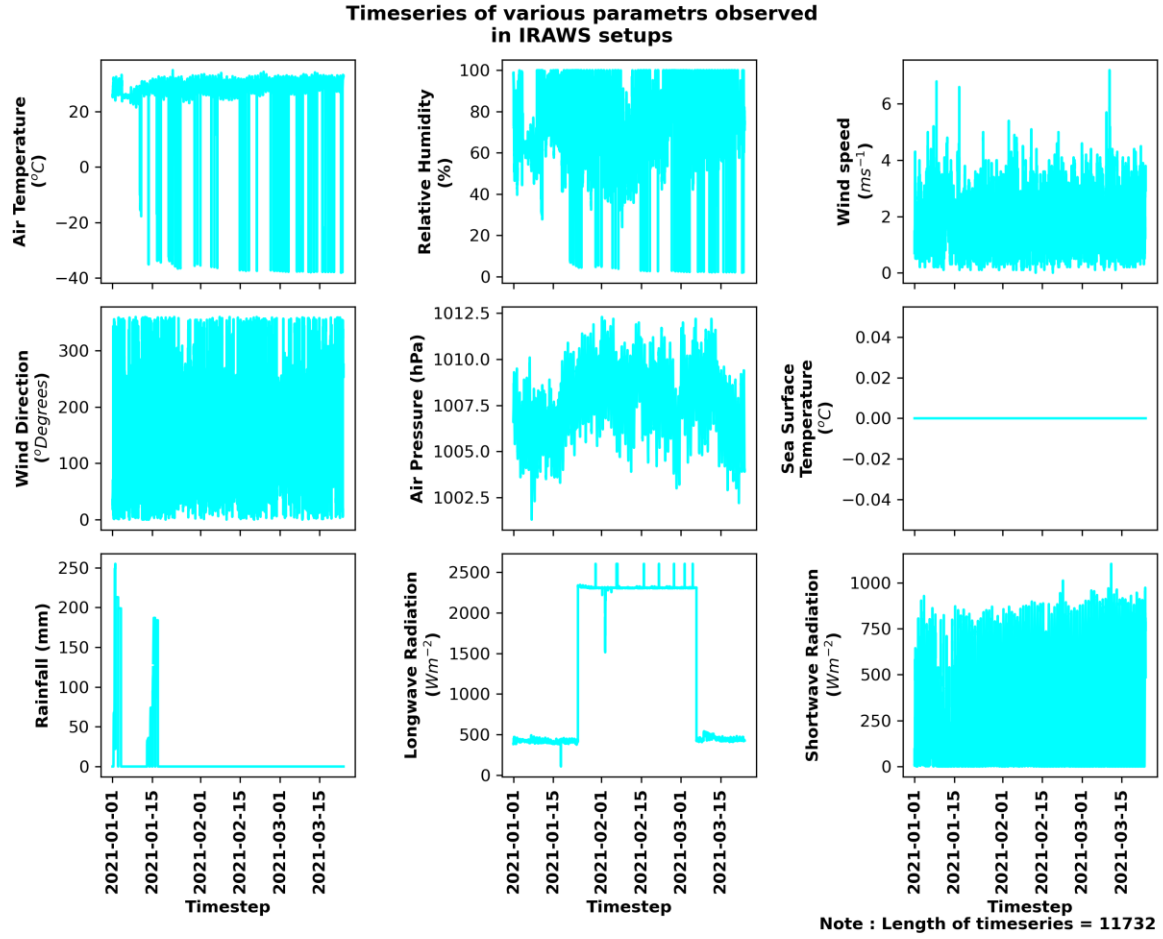 Timeseries of various parametrs observed
in IRAWS setups
Air Temperature
(°C)
20
0
−20
−40
Relative Humidity
(%)
100
80
60
40
20
0
Wind speed
(ms⁻¹)
6
4
2
0
Wind Direction
(°Degrees)
300
200
100
0
Air Pressure (hPa)
1012.5
1010.0
1007.5
1005.0
1002.5
Sea Surface
Temperature
(°C)
0.04
0.02
0.00
−0.02
−0.04
Rainfall (mm)
250
200
150
100
50
0
2021-01-01
2021-01-15
2021-02-01
2021-02-15
2021-03-01
2021-03-15
Timestep
Longwave Radiation
(Wm⁻²)
2500
2000
1500
1000
500
0
2021-01-01
2021-01-15
2021-02-01
2021-02-15
2021-03-01
2021-03-15
Timestep
Shortwave Radiation
(Wm⁻²)
1000
750
500
250
0
2021-01-01
2021-01-15
2021-02-01
2021-02-15
2021-03-01
2021-03-15
Timestep
Note : Length of timeseries = 11732